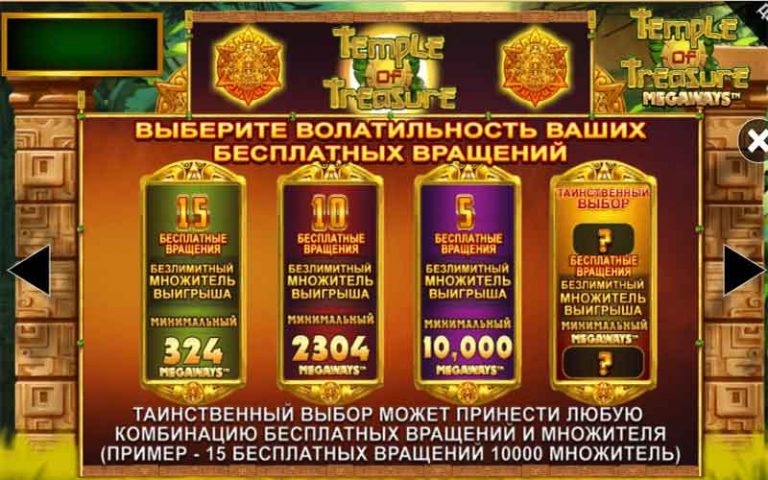 TEMPLE
OF
TREASURE
TEMPLE
OF
TREASURE
MEGAWAYS™
ВЫБЕРИТЕ ВОЛАТИЛЬНОСТЬ ВАШИХ
БЕСПЛАТНЫХ ВРАЩЕНИЙ
15
БЕСПЛАТНЫЕ
ВРАЩЕНИЯ
БЕЗЛИМИТНЫЙ
МНОЖИТЕЛЬ
ВЫИГРЫША
МИНИМАЛЬНЫЙ
324
MEGAWAYS™
10
БЕСПЛАТНЫЕ
ВРАЩЕНИЯ
БЕЗЛИМИТНЫЙ
МНОЖИТЕЛЬ
ВЫИГРЫША
МИНИМАЛЬНЫЙ
2304
MEGAWAYS™
5
БЕСПЛАТНЫЕ
ВРАЩЕНИЯ
БЕЗЛИМИТНЫЙ
МНОЖИТЕЛЬ
ВЫИГРЫША
МИНИМАЛЬНЫЙ
10,000
MEGAWAYS™
ТАИНСТВЕННЫЙ
ВЫБОР
?
БЕСПЛАТНЫЕ
ВРАЩЕНИЯ
БЕЗЛИМИТНЫЙ
МНОЖИТЕЛЬ
ВЫИГРЫША
МИНИМАЛЬНЫЙ
MEGAWAYS™
?
ТАИНСТВЕННЫЙ ВЫБОР МОЖЕТ ПРИНЕСТИ ЛЮБУЮ
КОМБИНАЦИЮ БЕСПЛАТНЫХ ВРАЩЕНИЙ И МНОЖИТЕЛЯ
(ПРИМЕР - 15 БЕСПЛАТНЫХ ВРАЩЕНИЙ 10000 МНОЖИТЕЛЬ)